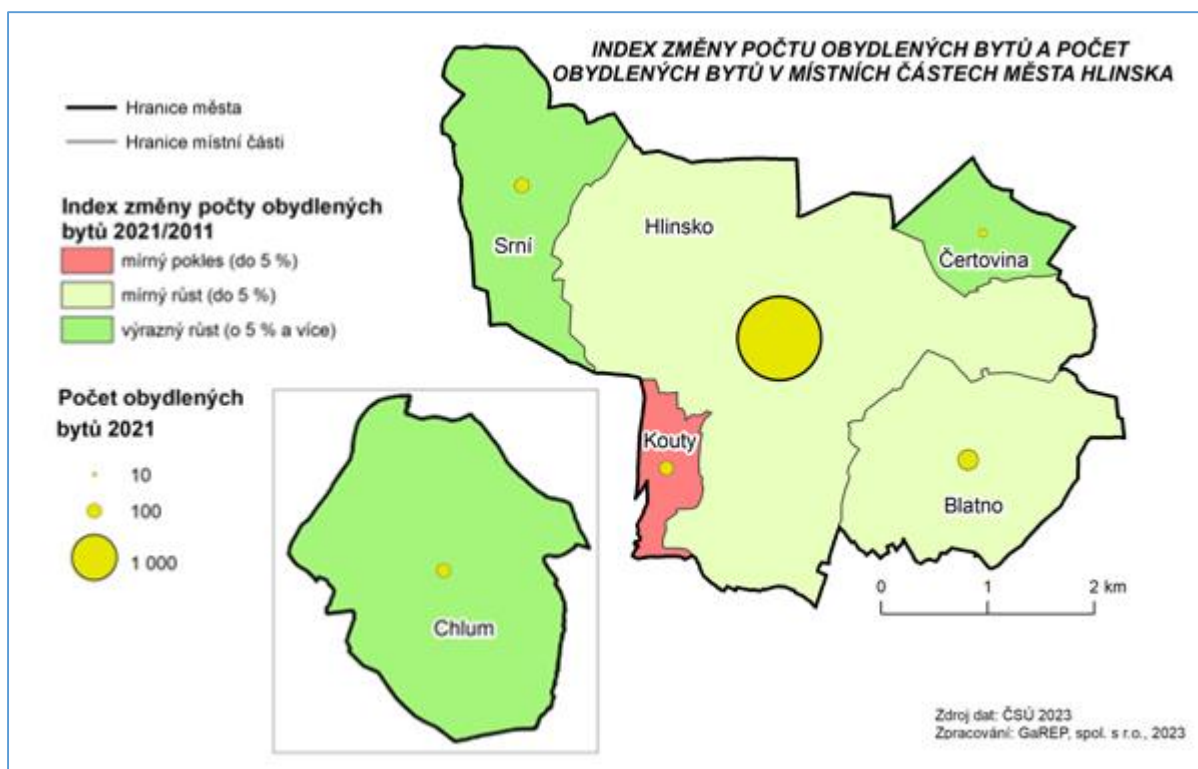 INDEX ZMĚNY POČTU OBYDLENÝCH BYTŮ A POČET
OBYDLENÝCH BYTŮ V MÍSTNÍCH ČÁSTECH MĚSTA HLINSKA
Hranice města
Hranice místní části
Index změny počty obydlených
bytů 2021/2011
mírný pokles (do 5 %)
mírný růst (do 5 %)
výrazný růst (o 5 % a více)
Počet obydlených
bytů 2021
10
100
1 000
Srní
Hlinsko
Čertovina
Kouty
Blatno
Chlum
0 1 2 km
Zdroj dat: ČSÚ 2023
Zpracování: GaREP, spol. s r.o., 2023